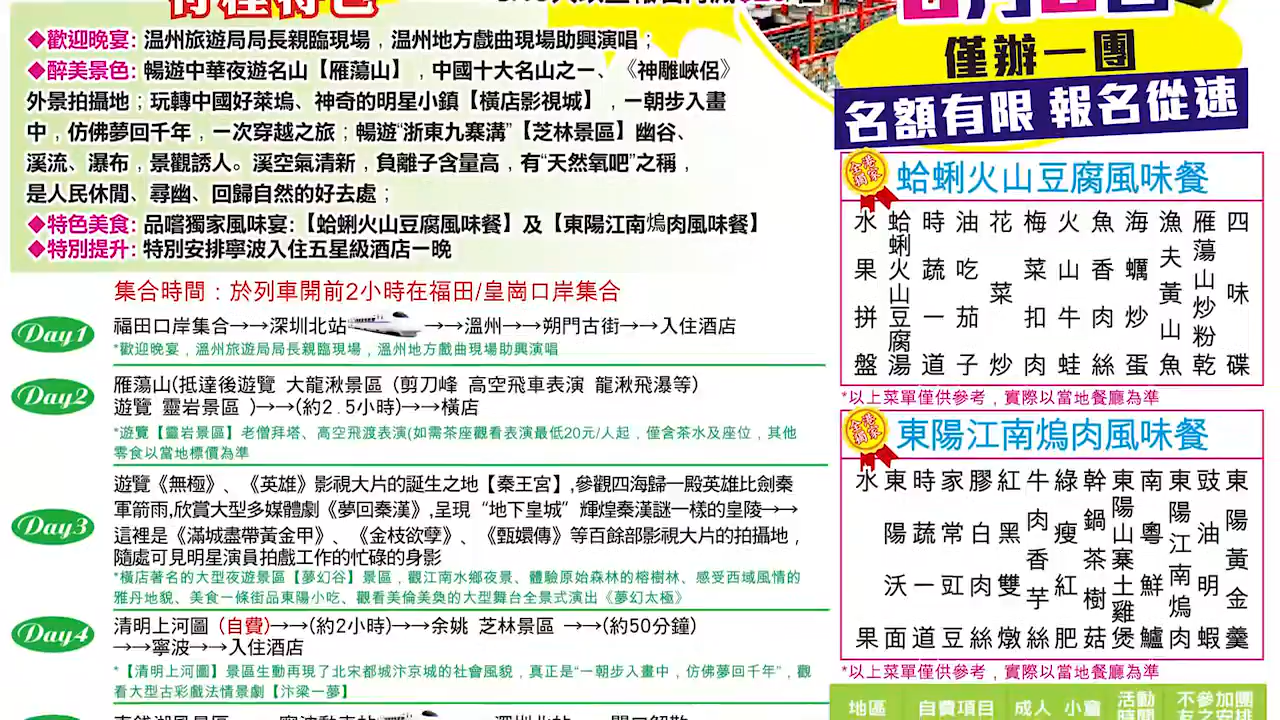 ◆歡迎晚宴: 溫州旅遊局局長親臨現場，溫州地方戲曲現場助興演唱；
◆醉美景色: 暢遊中華夜遊名山【雁蕩山】，中國十大名山之一、《神雕峽侶》
外景拍攝地；玩轉中國好萊塢、神奇的明星小鎮【橫店影視城】，一朝步入畫
中，仿佛夢回千年，一次穿越之旅；暢遊“浙東九寨溝”【芝林景區】幽谷、
溪流、瀑布，景觀誘人。溪空氣清新，負離子含量高，有“天然氧吧”之稱，
是人民休閒、尋幽、回歸自然的好去處；
◆特色美食: 品嚐獨家風味宴:【蛤蜊火山豆腐風味餐】及【東陽江南焐肉風味餐】
◆特別提升: 特別安排寧波入住五星級酒店一晚
集合時間：於列車開前2小時在福田/皇崗口岸集合
Day1
福田口岸集合→→深圳北站 →→溫州→→朔門古街→→入住酒店
*歡迎晚宴，溫州旅遊局局長親臨現場，溫州地方戲曲現場助興演唱
Day2
雁蕩山(抵達後遊覽 大龍湫景區 (剪刀峰 高空飛車表演 龍湫飛瀑等)
遊覽 靈岩景區 )→→(約2.5小時)→→橫店
*遊覽【靈岩景區】老僧拜塔、高空飛渡表演(如需茶座觀看表演最低20元/人起，僅含茶水及座位，其他
零食以當地標價為準
Day3
遊覽《無極》、《英雄》影視大片的誕生之地【秦王宮】,參觀四海歸一殿英雄比劍秦
軍箭雨,欣賞大型多媒體劇《夢回秦漢》,呈現“地下皇城”輝煌秦漢謎一樣的皇陵→→
這裡是《滿城盡帶黃金甲》、《金枝欲孽》、《甄嬛傳》等百餘部影視大片的拍攝地，
隨處可見明星演員拍戲工作的忙碌的身影
*橫店著名的大型夜遊景區【夢幻谷】景區，觀江南水鄉夜景、體驗原始森林的榕樹林、感受西域風情的
雅丹地貌、美食一條街品東陽小吃、觀看美倫美奐的大型舞台全景式演出《夢幻太極》
Day4
清明上河圖 (自費)→→(約2小時)→→余姚 芝林景區 →→(約50分鐘)
→→寧波→→入住酒店
*【清明上河圖】景區生動再現了北宋都城汴京城的社會風貌，真正是“一朝步入畫中，仿佛夢回千年”，觀
看大型古彩戲法情景劇【汴梁一夢】
僅辦一團
名額有限 報名從速
全港獨家
蛤蜊火山豆腐風味餐
四味碟
雁蕩山炒粉乾
漁夫黃山魚
海蠣炒蛋
魚香肉絲
火山牛蛙
梅菜扣肉
花菜炒
油吃茄子
時蔬一道
蛤蜊火山豆腐湯
水果拼盤
*以上菜單僅供參考，實際以當地餐廳為準
全港獨家
東陽江南焐肉風味餐
東陽黃金羹
豉油明蝦
東陽江南焐肉
南粵鮮鱸
東陽山寨土雞煲
幹鍋茶樹菇
綠瘦紅肥
牛肉香芋絲
紅黑雙燉
膠白肉絲
家常豇豆
時蔬一道
東陽沃面
水果
*以上菜單僅供參考，實際以當地餐廳為準
地區 自費項目 成人 小童 活動 不參加團